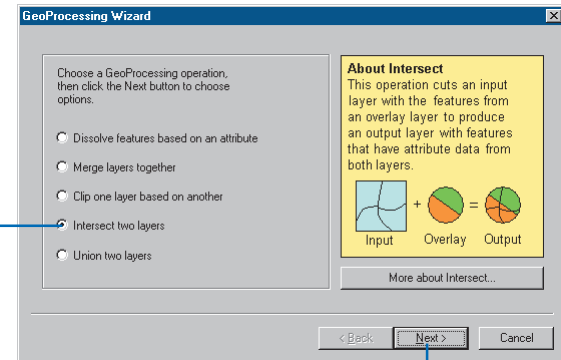 GeoProcessing Wizard
Choose a GeoProcessing operation,
then click the Next button to choose
options.
Dissolve features based on an attribute
Merge layers together
Clip one layer based on another
Intersect two layers
Union two layers
About Intersect
This operation cuts an input
layer with the features from
an overlay layer to produce
an output layer with features
that have attribute data from
both layers.
+ =
Input Overlay Output
More about Intersect...
< Back Next > Cancel